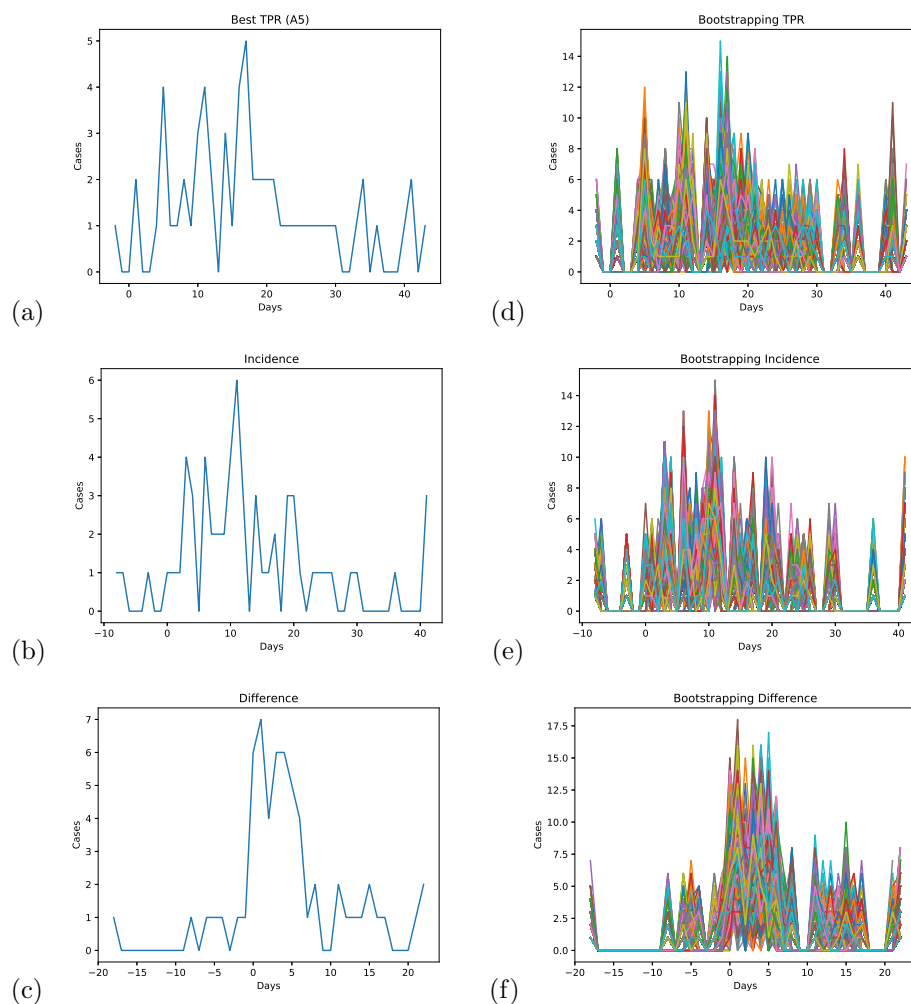 Best TPR (A5)
5
4
3
2
1
0
Cases
0 10 20 30 40
Days
(a)
Bootstrapping TPR
14
12
10
8
6
4
2
0
Cases
0 10 20 30 40
Days
(d)
Incidence
6
5
4
3
2
1
0
Cases
−10 0 10 20 30 40
Days
(b)
Bootstrapping Incidence
14
12
10
8
6
4
2
0
Cases
−10 0 10 20 30 40
Days
(e)
Difference
7
6
5
4
3
2
1
0
Cases
−20 −15 −10 −5 0 5 10 15 20
Days
(c)
Bootstrapping Difference
17.5
15.0
12.5
10.0
7.5
5.0
2.5
0.0
Cases
−20 −15 −10 −5 0 5 10 15 20
Days
(f)